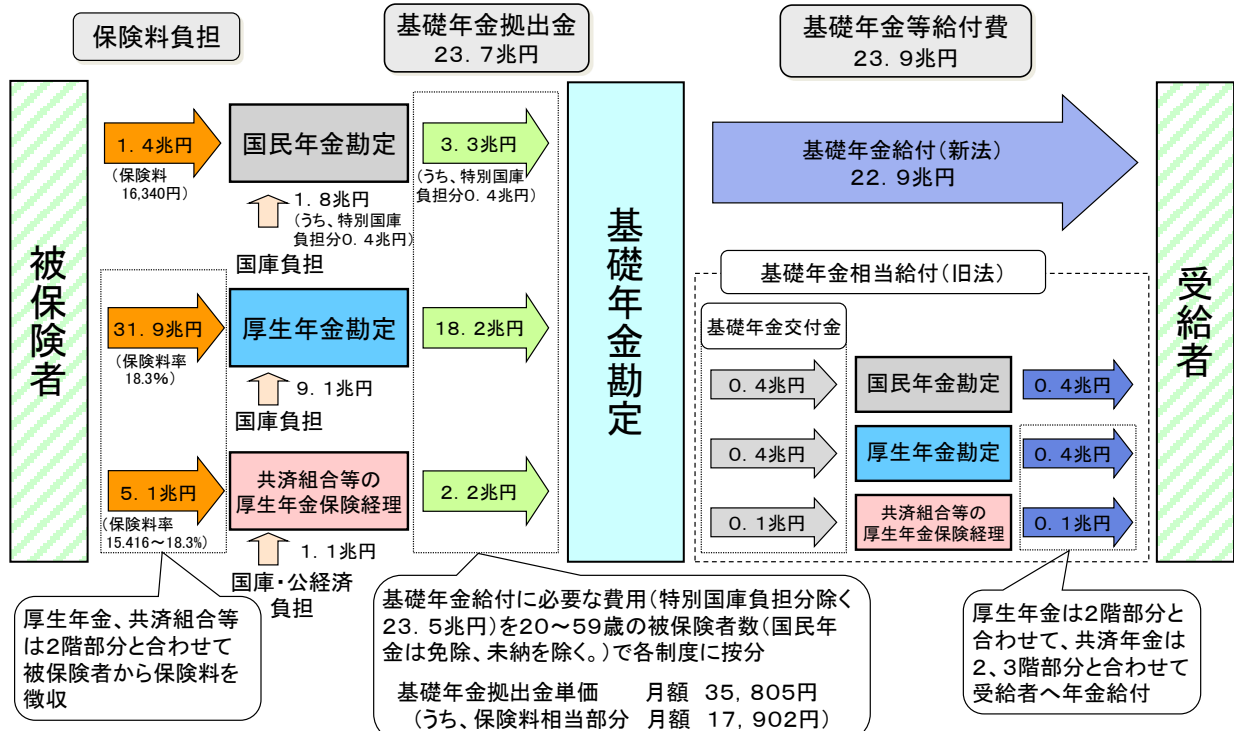 保険料負担
基礎年金拠出金
23.7兆円
基礎年金等給付費
23.9兆円
被保険者
1.4兆円
(保険料
16,340円)
国民年金勘定
1.8兆円
(うち、特別国庫
負担分0.4兆円)
国庫負担
3.3兆円
(うち、特別国庫
負担分0.4兆円)
31.9兆円
(保険料率
18.3%)
厚生年金勘定
9.1兆円
国庫負担
18.2兆円
5.1兆円
(保険料率
15.416~18.3%)
共済組合等の
厚生年金保険経理
1.1兆円
国庫・公経済
負担
2.2兆円
基礎年金勘定
基礎年金給付(新法)
22.9兆円
基礎年金相当給付(旧法)
基礎年金交付金
0.4兆円
国民年金勘定
0.4兆円
0.4兆円
厚生年金勘定
0.4兆円
0.1兆円
共済組合等の
厚生年金保険経理
0.1兆円
受給者
厚生年金、共済組合等
は2階部分と合わせて
被保険者から保険料を
徴収
基礎年金給付に必要な費用(特別国庫負担分除く
23.5兆円)を20~59歳の被保険者数(国民年
金は免除、未納を除く。)で各制度に按分
基礎年金拠出金単価 月額 35,805円
(うち、保険料相当部分 月額 17,902円)
厚生年金は2階部分と
合わせて、共済年金は
2、3階部分と合わせて
受給者へ年金給付